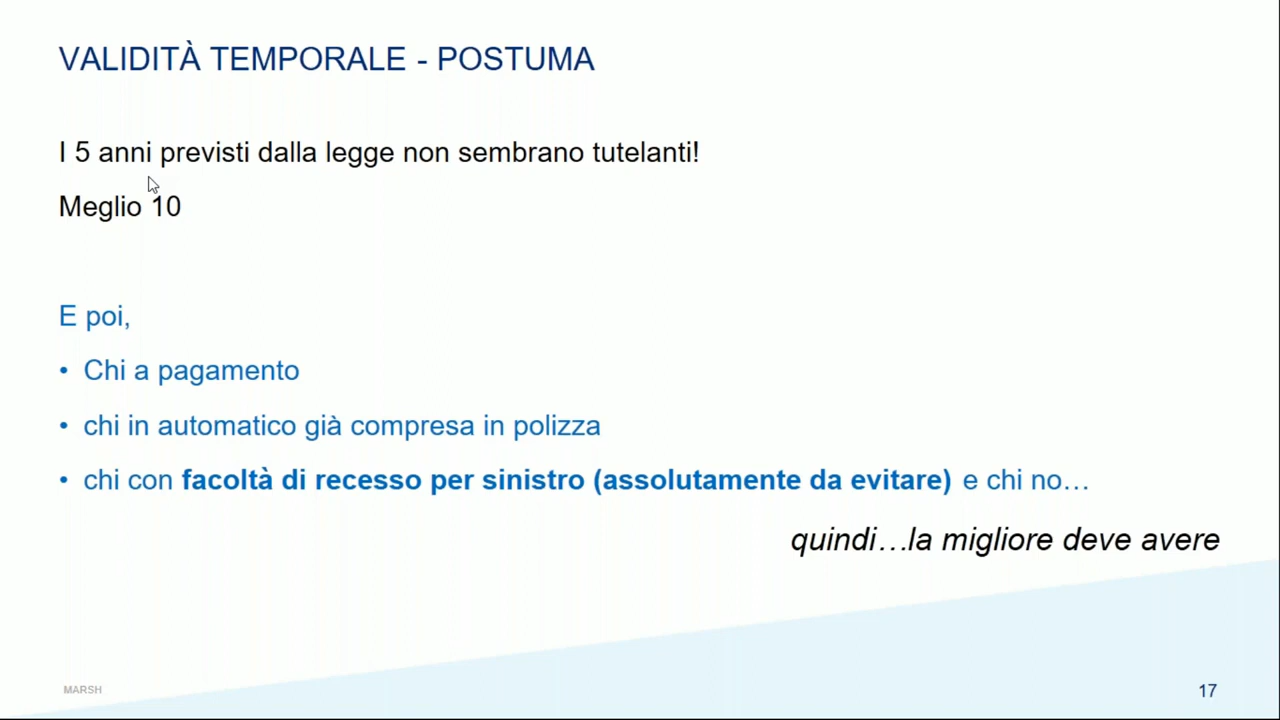 VALIDITÀ TEMPORALE - POSTUMA
I 5 anni previsti dalla legge non sembrano tutelanti!
Meglio 10
E poi,
• Chi a pagamento
• chi in automatico già compresa in polizza
• chi con facoltà di recesso per sinistro (assolutamente da evitare) e chi no…
quindi…la migliore deve avere
MARSH
17